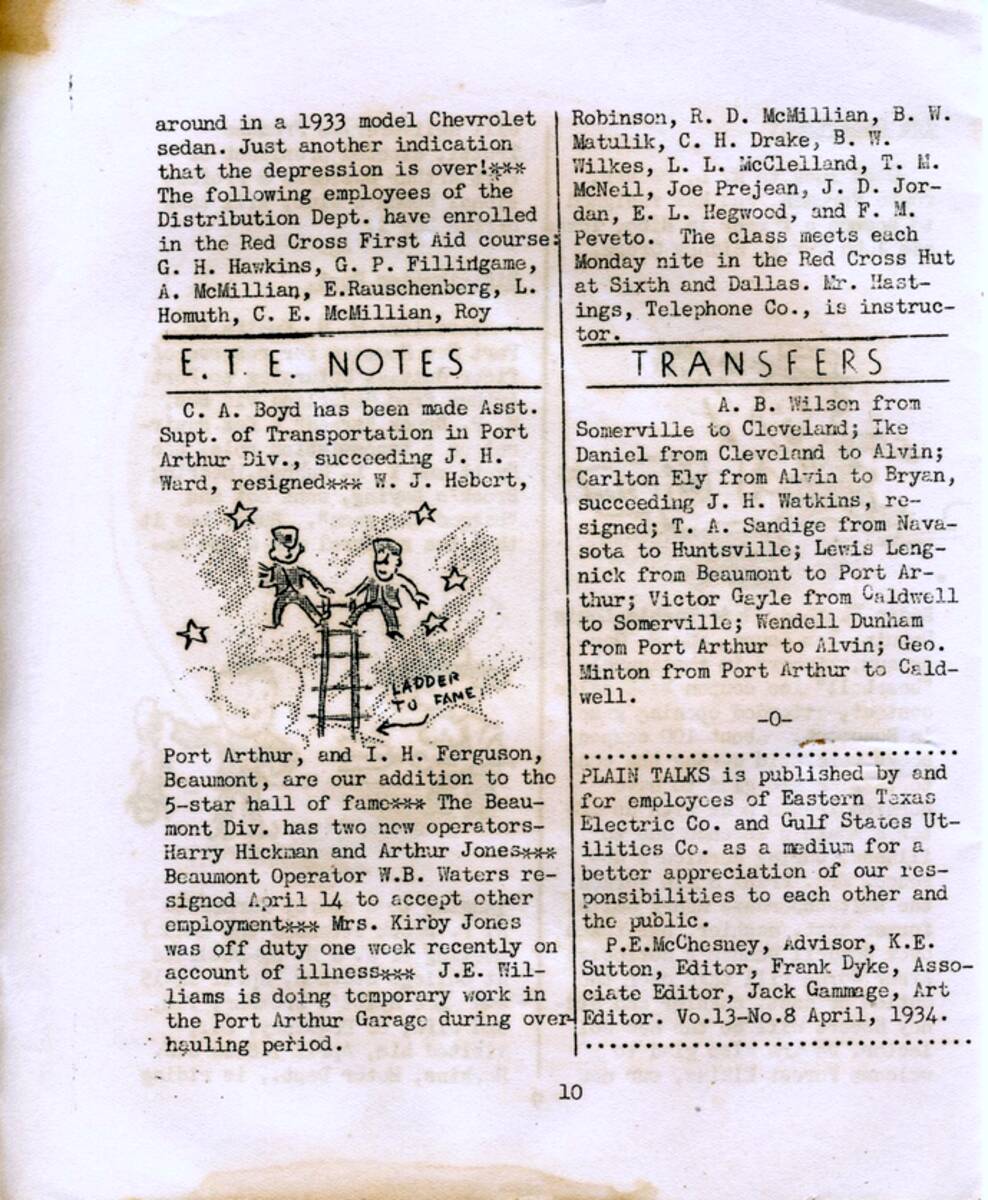 around in a 1933 model Chevrolet
sedan. Just another indication
that the depression is over!***
The following employees of the
Distribution Dept. have enrolled
in the Red Cross First Aid course:
G. H. Hawkins, G. P. Fillingame,
A. McMillian, E.Rauschenberg, L.
Homuth, C. E. McMillian, Roy
Robinson, R. D. McMillian, B. W.
Matulik, C. H. Drake, B. W.
Wilkes, L. L. McClelland, T. M.
McNeil, Joe Prejean, J. D. Jor-
dan, E. L. Hegwood, and F. M.
Peveto. The class meets each
Monday nite in the Red Cross Hut
at Sixth and Dallas. Mr. Hast-
ings, Telephone Co., is instruc-
tor.
E. T. E. NOTES
C. A. Boyd has been made Asst.
Supt. of Transportation in Port
Arthur Div., succeeding J. H.
Ward, resigned*** W. J. Hebert,
LADDER
TO FAME
Port Arthur, and I. H. Ferguson,
Beaumont, are our addition to the
5-star hall of fame*** The Beau-
mont Div. has two new operators-
Harry Hickman and Arthur Jones***
Beaumont Operator W.B. Waters re-
signed April 14 to accept other
employment*** Mrs. Kirby Jones
was off duty one week recently on
account of illness*** J.E. Wil-
liams is doing temporary work in
the Port Arthur Garage during over-
hauling period.
TRANSFERS
A. B. Wilson from
Somerville to Cleveland; Ike
Daniel from Cleveland to Alvin;
Carlton Ely from Alvin to Bryan,
succeeding J. H. Watkins, re-
signed; T. A. Sandige from Nava-
sota to Huntsville; Lewis Leng-
nick from Beaumont to Port Ar-
thur; Victor Gayle from Caldwell
to Somerville; Wendell Dunham
from Port Arthur to Alvin; Geo.
Minton from Port Arthur to Cald-
well.
-0-
PLAIN TALKS is published by and
for employees of Eastern Texas
Electric Co. and Gulf States Ut-
ilities Co. as a medium for a
better appreciation of our res-
ponsibilities to each other and
the public.
P.E.McChesney, Advisor, K.E.
Sutton, Editor, Frank Dyke, Asso-
ciate Editor, Jack Gammage, Art
Editor. Vo.13-No.8 April, 1934.
10